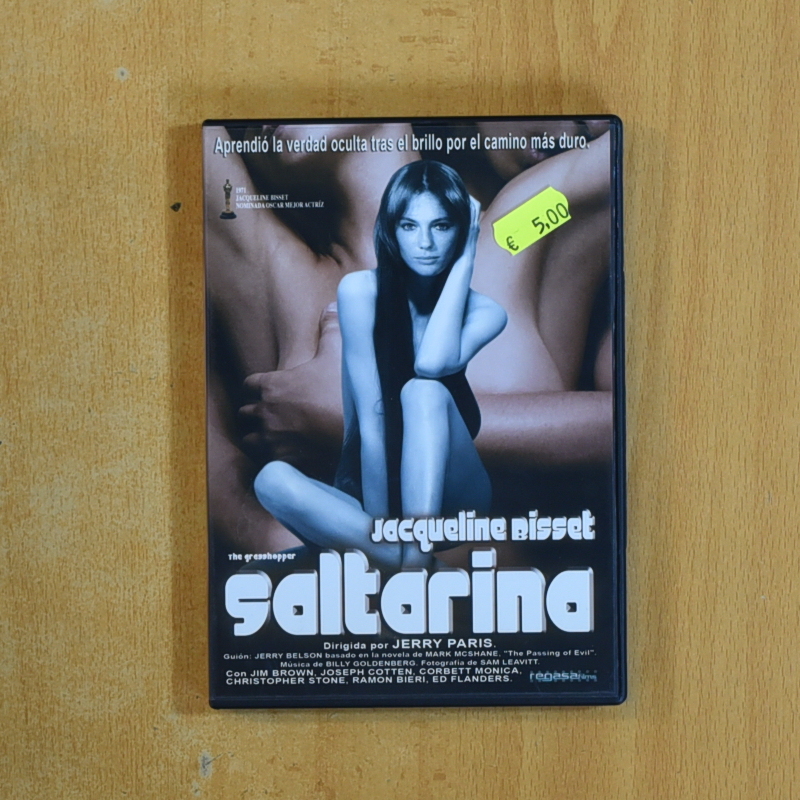 Aprendió la verdad oculta tras el brillo por el camino más duro.
1971
JACQUELINE BISSET
NOMINADA OSCAR MEJOR ACTRÍZ
€ 5,00
Jacqueline Bisset
The grasshopper
saltarina
Dirigida por JERRY PARIS.
Guión: JERRY BELSON basado en la novela de MARK MCSHANE, "The Passing of Evil".
Música de BILLY GOLDENBERG. Fotografía de SAM LEAVITT.
Con JIM BROWN, JOSEPH COTTEN, CORBETT MONICA,
CHRISTOPHER STONE, RAMON BIERI, ED FLANDERS.
regasa films